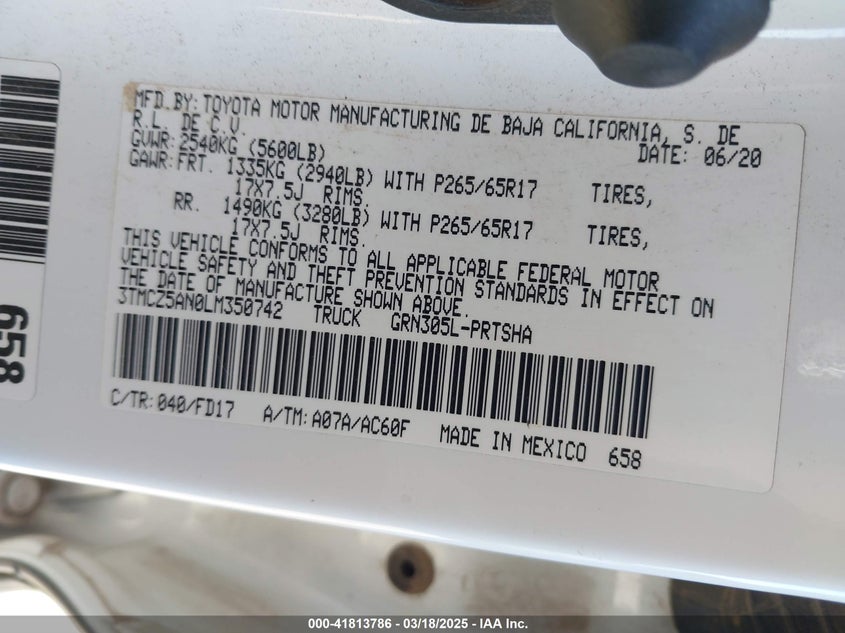 MFD. BY: TOYOTA MOTOR MANUFACTURING DE BAJA CALIFORNIA, S. DE
R.L. DE C.V. DATE: 06/20
GVWR: 2540KG (5600LB)
GAWR: FRT. 1335KG (2940LB) WITH P265/65R17 TIRES,
17X7.5J RIMS.
RR. 1490KG (3280LB) WITH P265/65R17 TIRES,
17X7.5J RIMS.
THIS VEHICLE CONFORMS TO ALL APPLICABLE FEDERAL MOTOR
VEHICLE SAFETY AND THEFT PREVENTION STANDARDS IN EFFECT ON
THE DATE OF MANUFACTURE SHOWN ABOVE.
3TMCZ5AN0LM350742 TRUCK GRN305L-PRTSHA
C/TR: 040/FD17 A/TM: A07A/AC60F MADE IN MEXICO 658
658
000-41813786 - 03/18/2025 - IAA Inc.